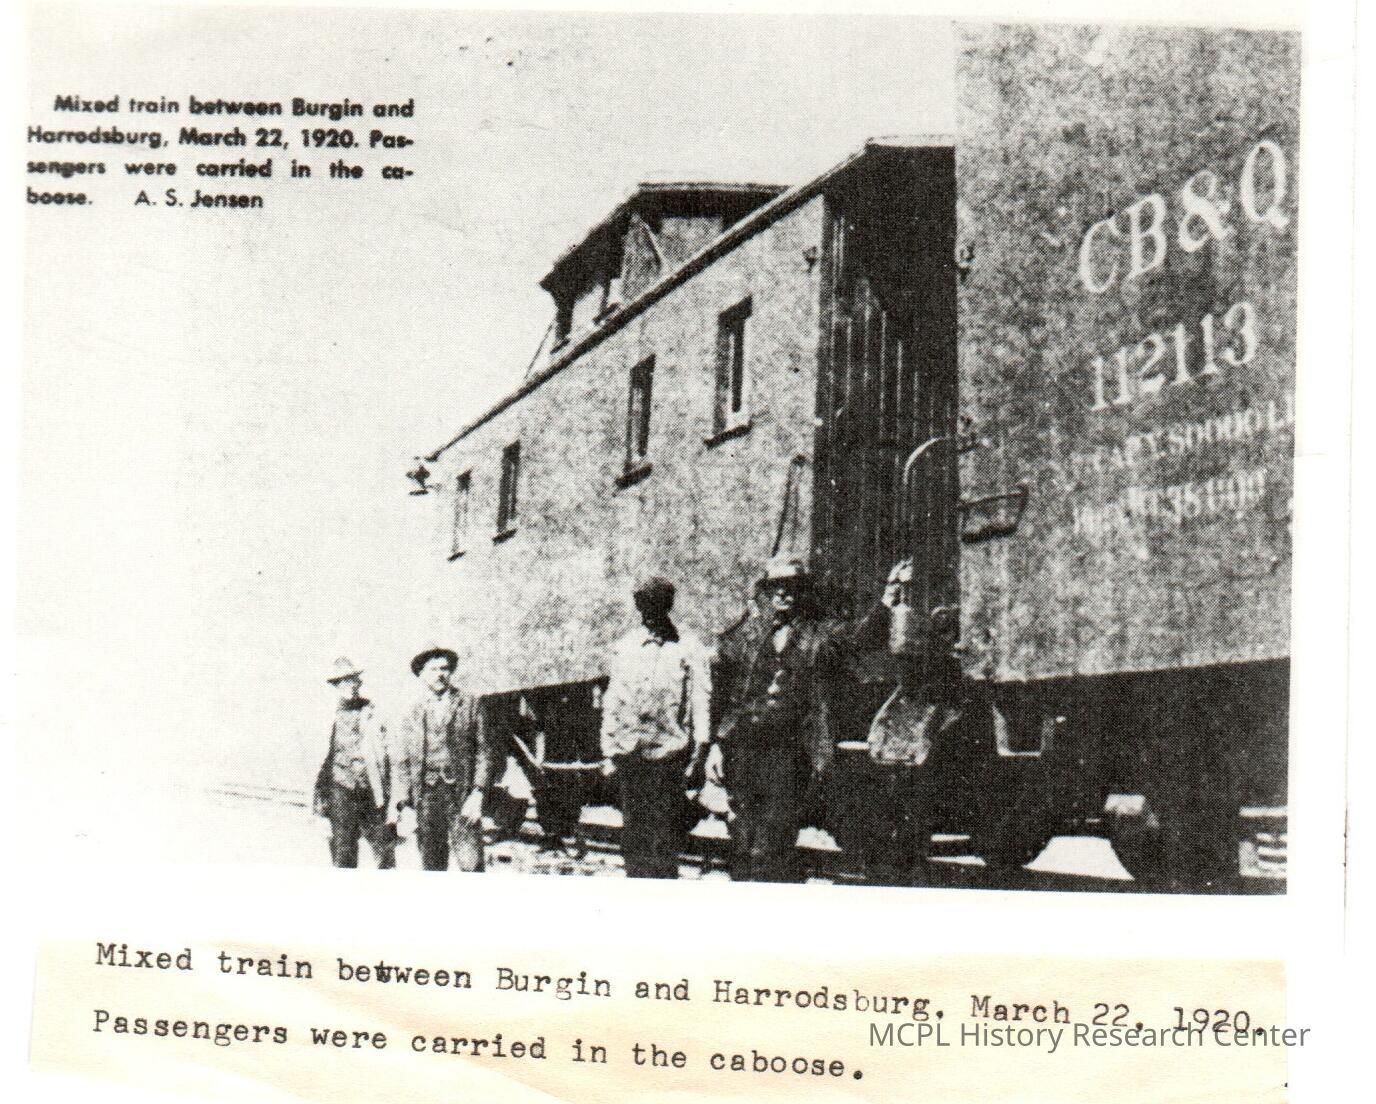 Mixed train between Burgin and
Harrodsburg, March 22, 1920. Pas-
sengers were carried in the ca-
boose. A. S. Jensen
CB&Q
112113
Mixed train between Burgin and Harrodsburg. March 22, 1920.
Passengers were carried in the caboose.
MCPL History Research Center